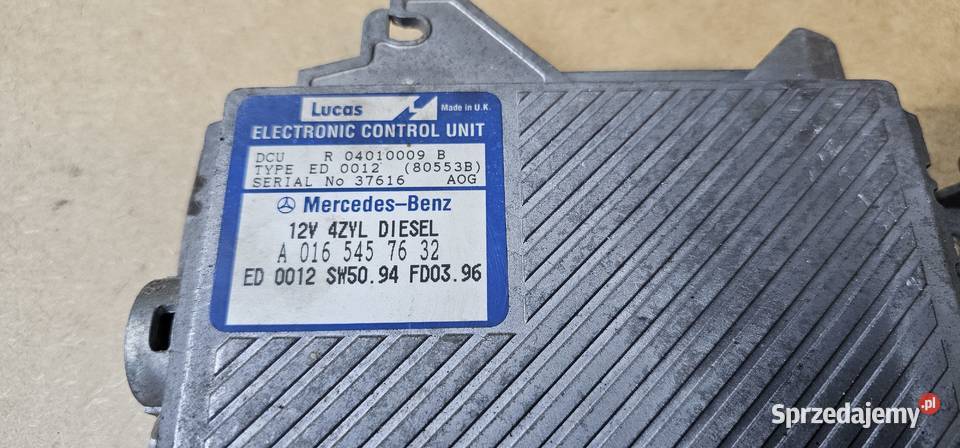 Lucas Made in U.K.
ELECTRONIC CONTROL UNIT
DCU R 04010009 B
TYPE ED 0012 (80553B)
SERIAL No 37616 AOG
Mercedes-Benz
12V 4ZYL DIESEL
A 016 545 76 32
ED 0012 SW50.94 FD03.96
Sprzedajemy.pl